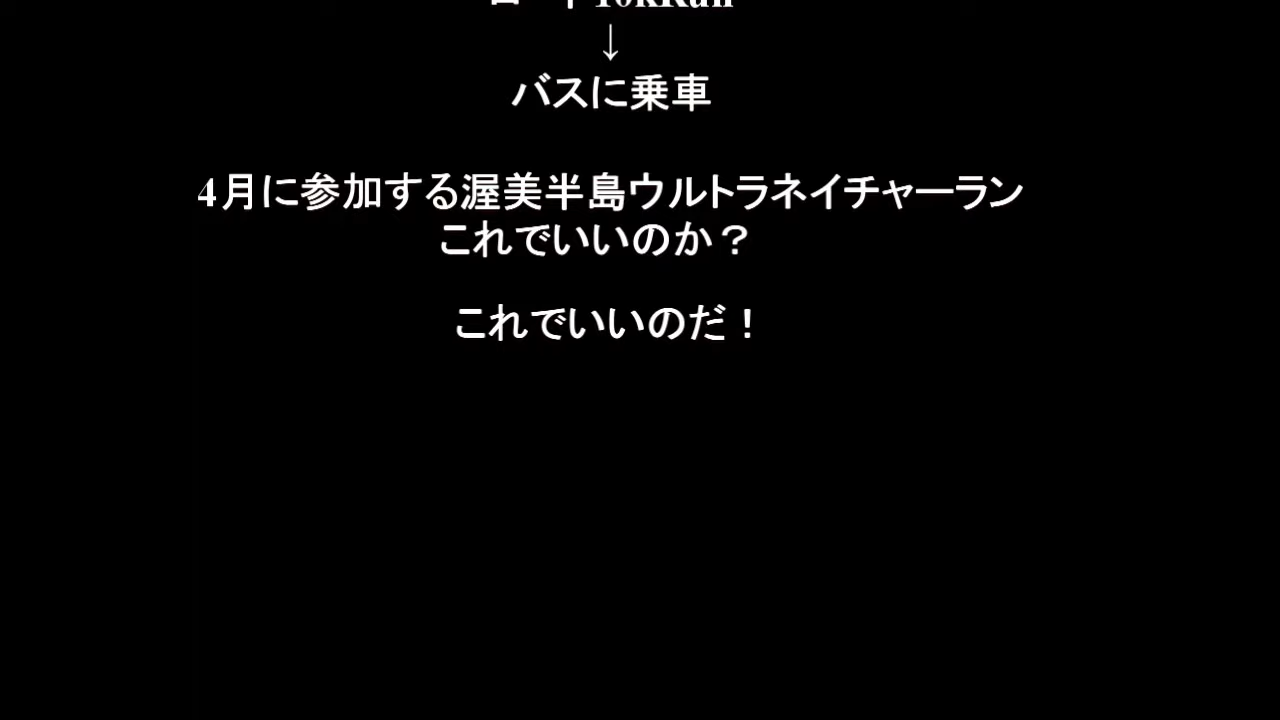 ↓
バスに乗車
4月に参加する渥美半島ウルトラネイチャーラン
これでいいのか？
これでいいのだ！